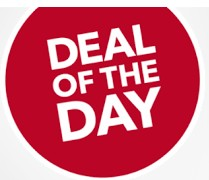 DEAL
OF THE
DAY